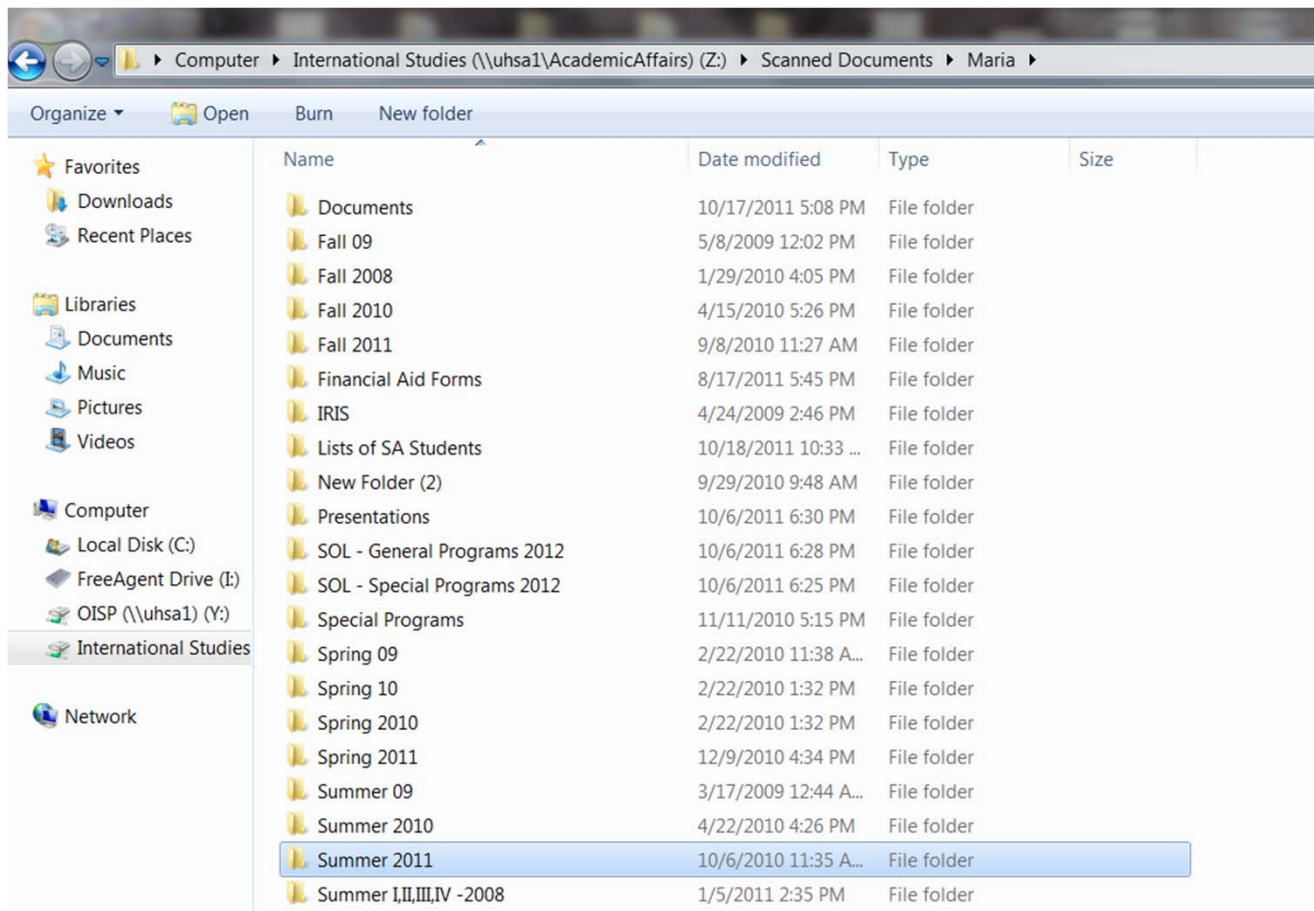 Computer International Studies (\\uhsa1\AcademicAffairs) (Z:) Scanned Documents Maria
Organize Open Burn New folder
Favorites
Downloads
Recent Places
Libraries
Documents
Music
Pictures
Videos
Computer
Local Disk (C:)
FreeAgent Drive (I:)
OISP (\\uhsa1) (Y:)
International Studies
Network
Name Date modified Type Size
Documents 10/17/2011 5:08 PM File folder
Fall 09 5/8/2009 12:02 PM File folder
Fall 2008 1/29/2010 4:05 PM File folder
Fall 2010 4/15/2010 5:26 PM File folder
Fall 2011 9/8/2010 11:27 AM File folder
Financial Aid Forms 8/17/2011 5:45 PM File folder
IRIS 4/24/2009 2:46 PM File folder
Lists of SA Students 10/18/2011 10:33 ... File folder
New Folder (2) 9/29/2010 9:48 AM File folder
Presentations 10/6/2011 6:30 PM File folder
SOL - General Programs 2012 10/6/2011 6:28 PM File folder
SOL - Special Programs 2012 10/6/2011 6:25 PM File folder
Special Programs 11/11/2010 5:15 PM File folder
Spring 09 2/22/2010 11:38 A... File folder
Spring 10 2/22/2010 1:32 PM File folder
Spring 2010 2/22/2010 1:32 PM File folder
Spring 2011 12/9/2010 4:34 PM File folder
Summer 09 3/17/2009 12:44 A... File folder
Summer 2010 4/22/2010 4:26 PM File folder
Summer 2011 10/6/2010 11:35 A... File folder
Summer I,II,III,IV -2008 1/5/2011 2:35 PM File folder